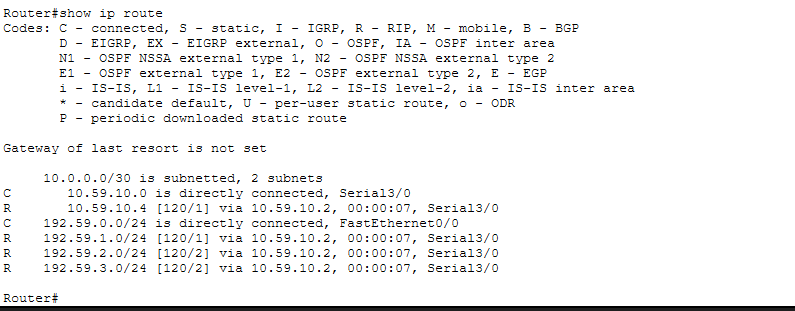 Router#show ip route
Codes: C - connected, S - static, I - IGRP, R - RIP, M - mobile, B - BGP
       D - EIGRP, EX - EIGRP external, O - OSPF, IA - OSPF inter area
       N1 - OSPF NSSA external type 1, N2 - OSPF NSSA external type 2
       E1 - OSPF external type 1, E2 - OSPF external type 2, E - EGP
       i - IS-IS, L1 - IS-IS level-1, L2 - IS-IS level-2, ia - IS-IS inter area
       * - candidate default, U - per-user static route, o - ODR
       P - periodic downloaded static route

Gateway of last resort is not set

     10.0.0.0/30 is subnetted, 2 subnets
C       10.59.10.0 is directly connected, Serial3/0
R       10.59.10.4 [120/1] via 10.59.10.2, 00:00:07, Serial3/0
C    192.59.0.0/24 is directly connected, FastEthernet0/0
R    192.59.1.0/24 [120/1] via 10.59.10.2, 00:00:07, Serial3/0
R    192.59.2.0/24 [120/2] via 10.59.10.2, 00:00:07, Serial3/0
R    192.59.3.0/24 [120/2] via 10.59.10.2, 00:00:07, Serial3/0

Router#